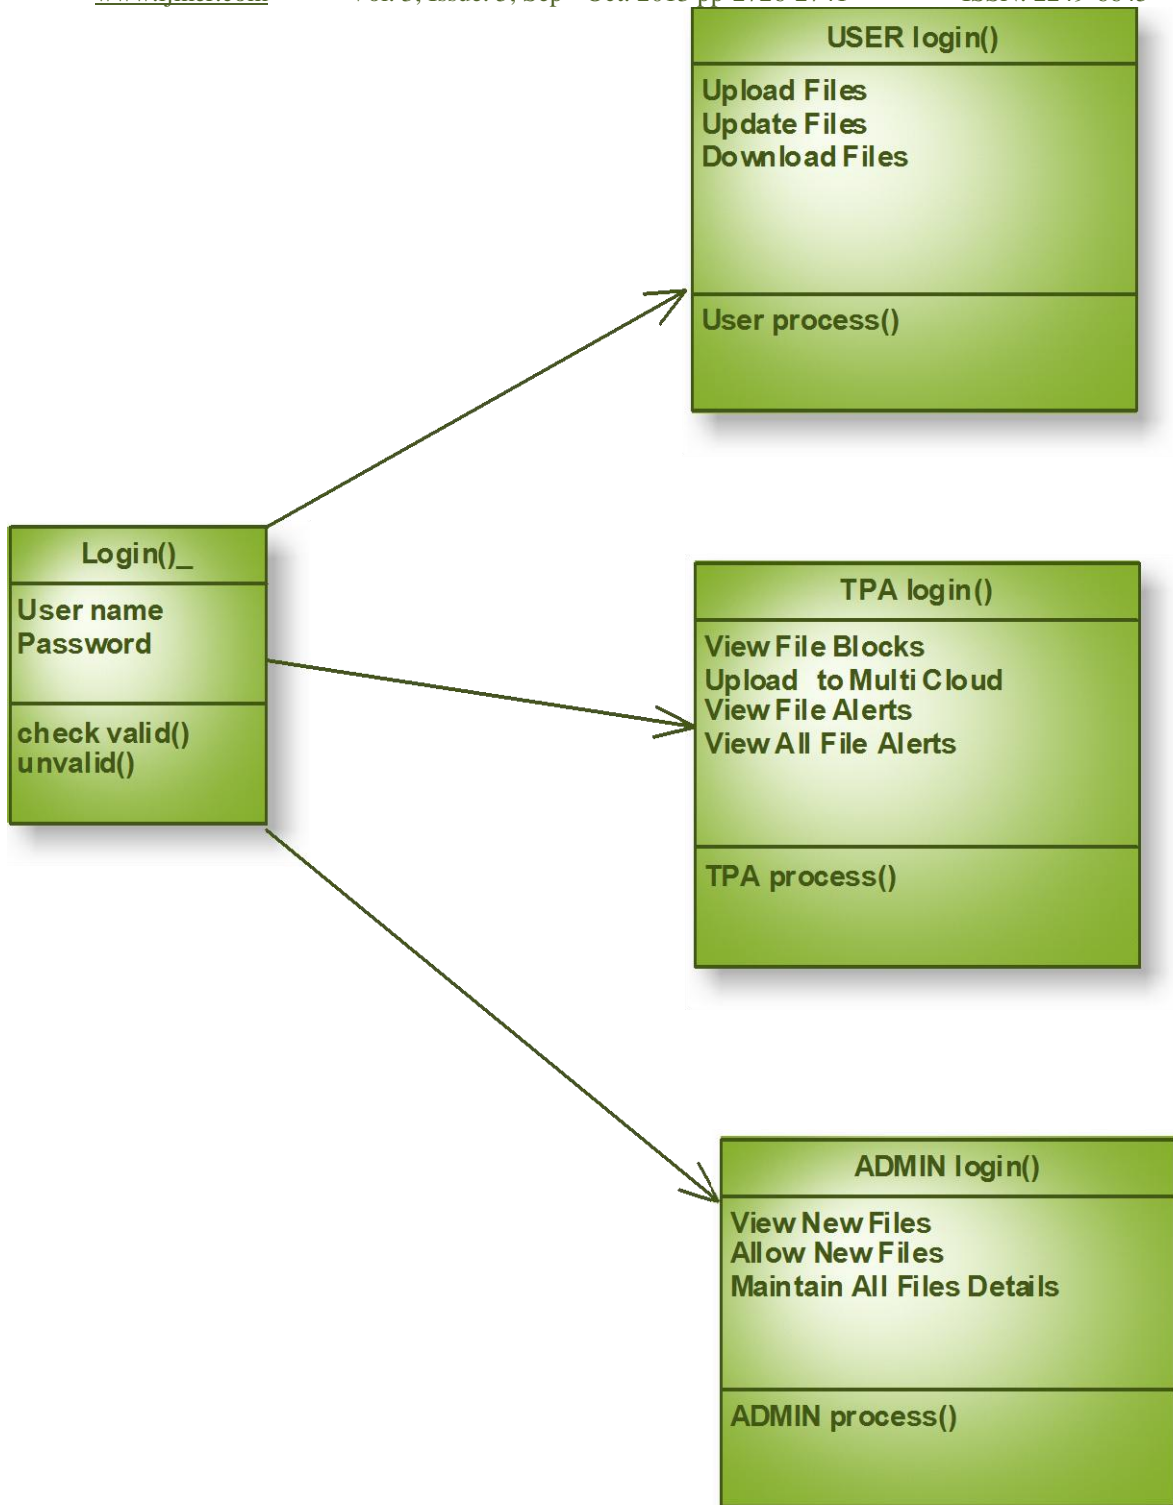 USER login()
Upload Files
Update Files
Download Files
User process()
Login()_
User name
Password
check valid()
unvalid()
TPA login()
View File Blocks
Upload to Multi Cloud
View File Alerts
View All File Alerts
TPA process()
ADMIN login()
View New Files
Allow New Files
Maintain All Files Details
ADMIN process()